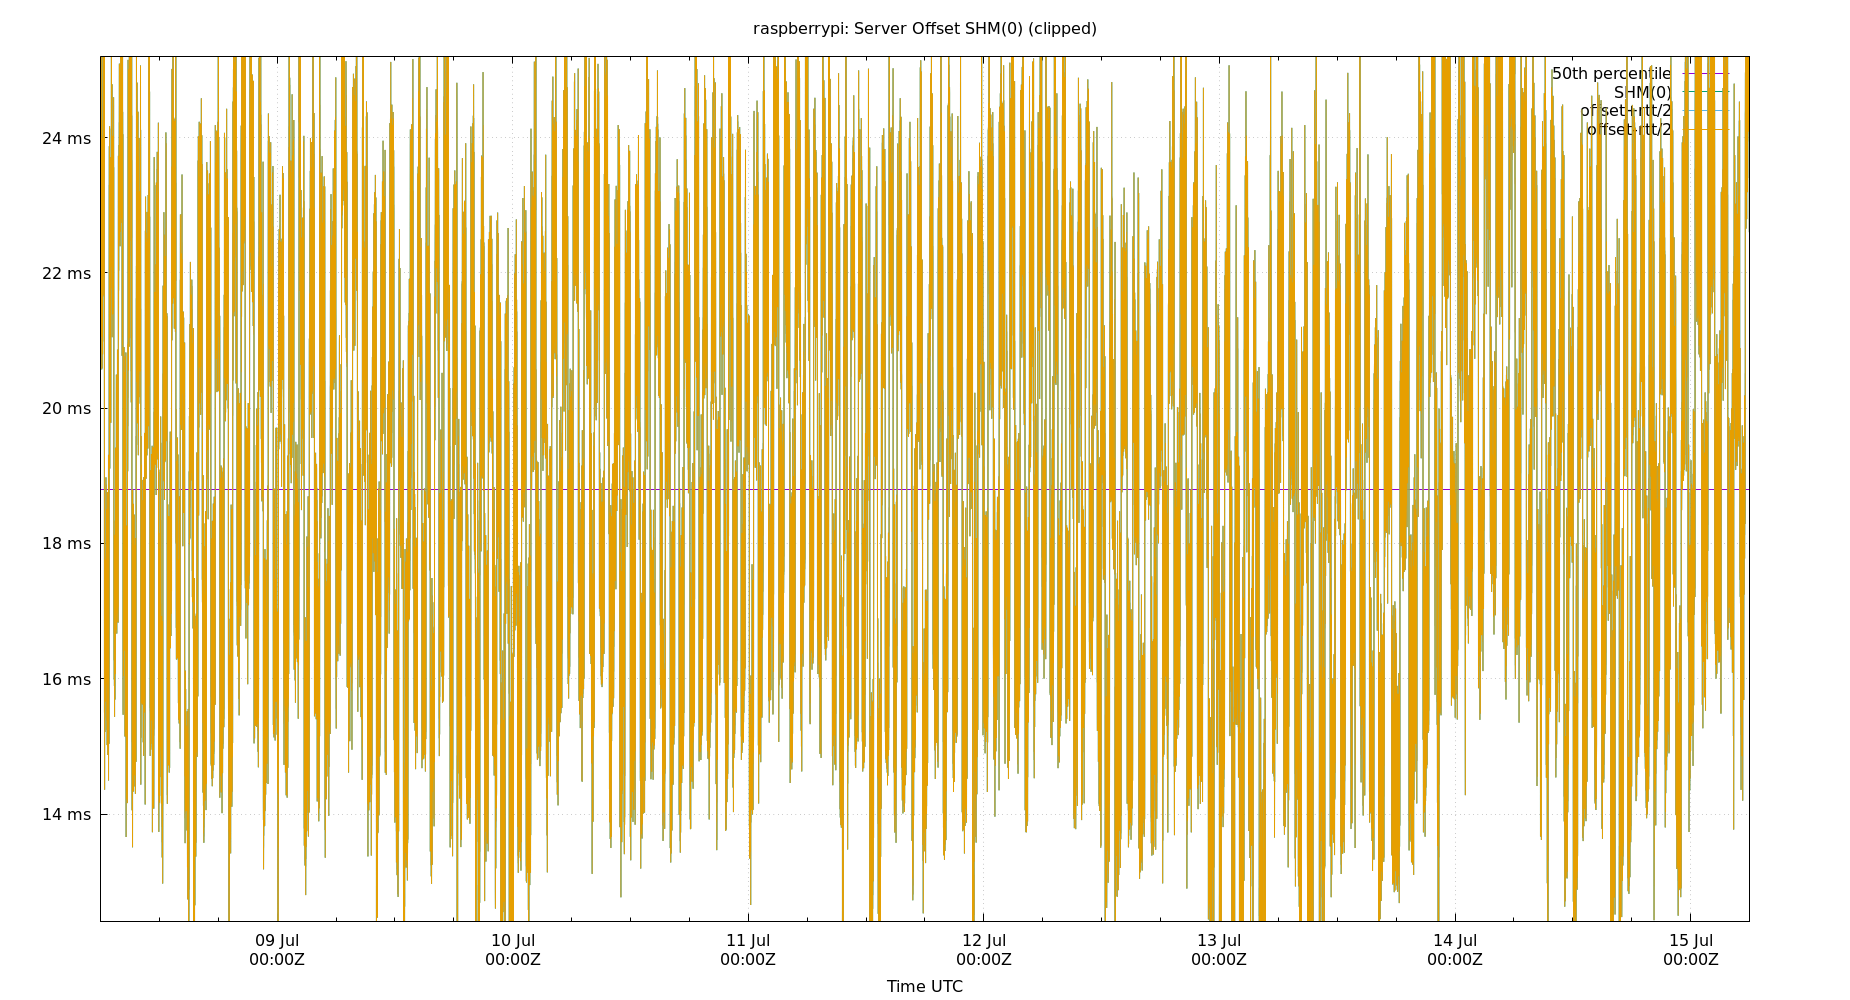 raspberrypi: Server Offset SHM(0) (clipped)
50th percentile
SHM(0)
offset+rtt/2
offset-rtt/2
24 ms
22 ms
20 ms
18 ms
16 ms
14 ms
09 Jul 10 Jul 11 Jul 12 Jul 13 Jul 14 Jul 15 Jul
00:00Z 00:00Z 00:00Z 00:00Z 00:00Z 00:00Z 00:00Z
Time UTC